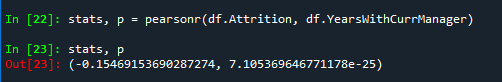 In [22]: stats, p = pearsonr(df.Attrition, df.YearsWithCurrManager)
In [23]: stats, p
Out[23]: (-0.15469153690287274, 7.105369646771178e-25)